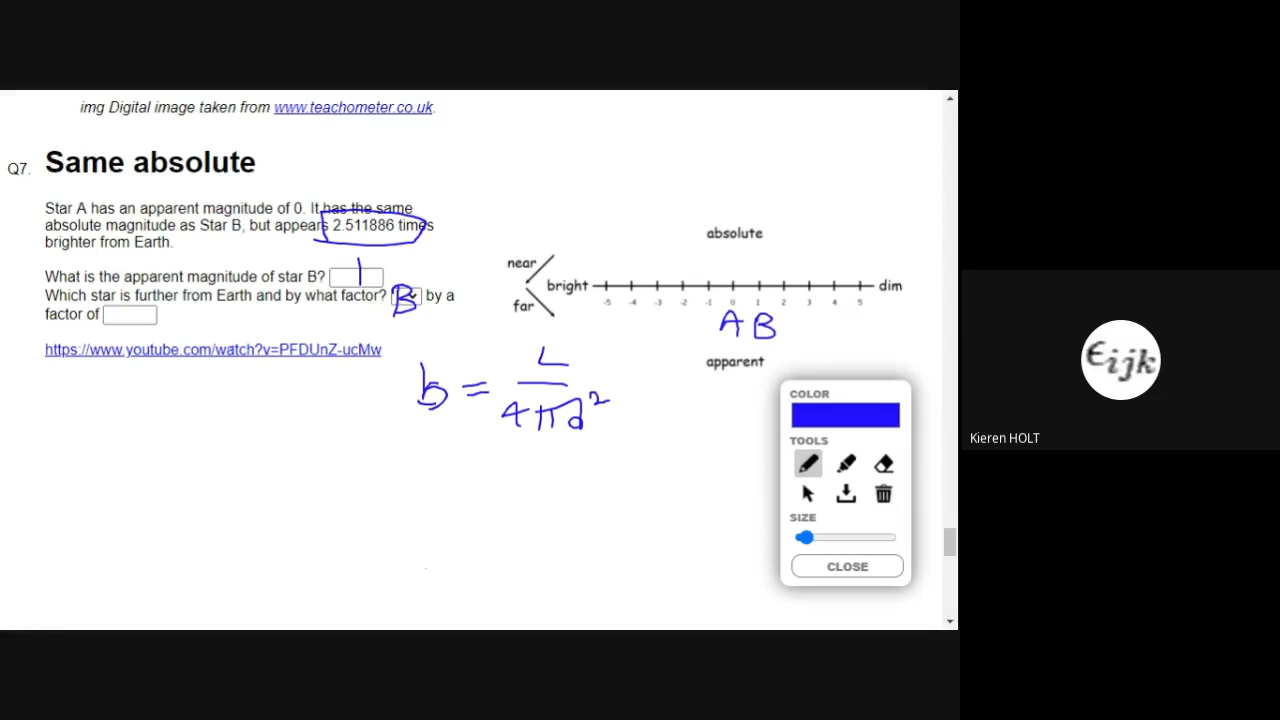 img Digital image taken from www.teachometer.co.uk.
Q7. Same absolute
Star A has an apparent magnitude of 0. It has the same
absolute magnitude as Star B, but appears 2.511886 times
brighter from Earth.
What is the apparent magnitude of star B? 1
Which star is further from Earth and by what factor? B by a
factor of
https://www.youtube.com/watch?v=PFDUnZ-ucMw
absolute
near
bright dim
far
-5 -4 -3 -2 -1 0 1 2 3 4 5
A B
apparent
b = L
4πd²
COLOR
TOOLS
SIZE
CLOSE
ϵijk
Kieren HOLT